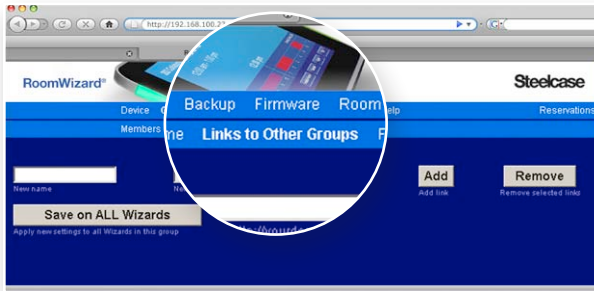 http://192.168.100.2
RoomWizard®
Steelcase
Device
Backup Firmware Room
Reservations
Members
me Links to Other Groups
Add
Remove
New name
Add link
Remove selected links
Save on ALL Wizards
Apply new settings to all Wizards in this group